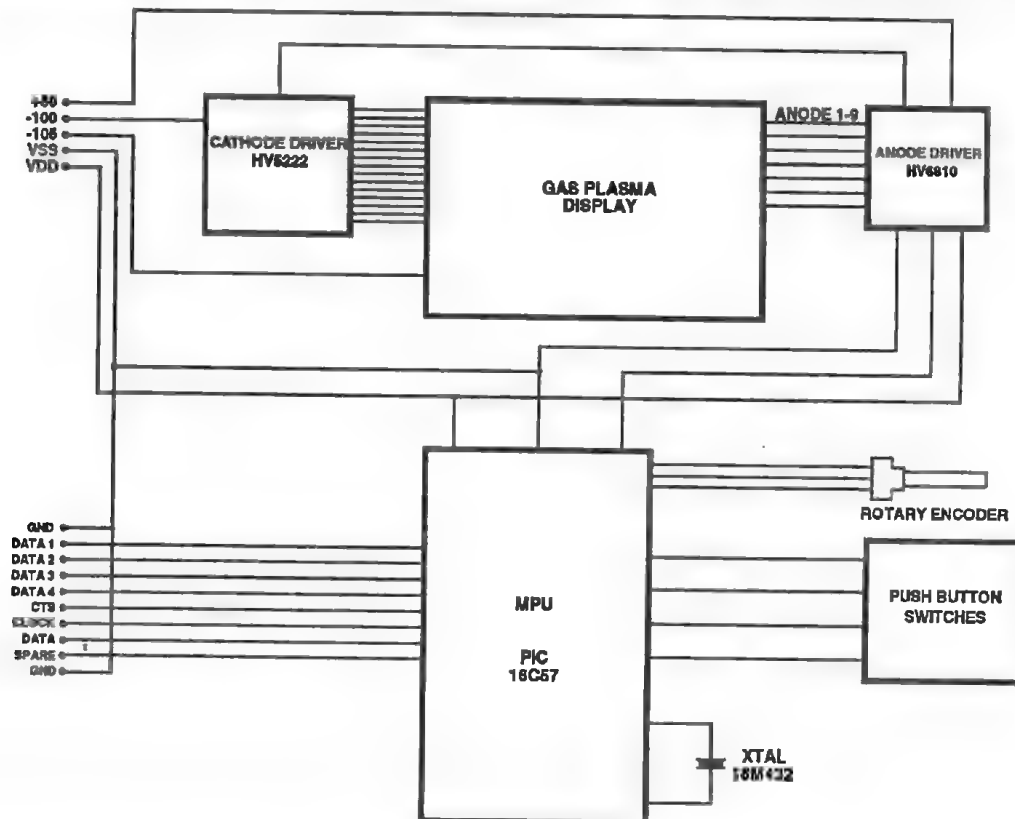 -100
-105
VSS
VDD
CATHODE DRIVER
HV5222
GAS PLASMA
DISPLAY
ANODE 1-9
ANODE DRIVER
HV6810
GND
DATA 1
DATA 2
DATA 3
DATA 4
CTS
CLOCK
DATA
SPARE
GND
MPU
PIC
16C57
ROTARY ENCODER
PUSH BUTTON
SWITCHES
XTAL